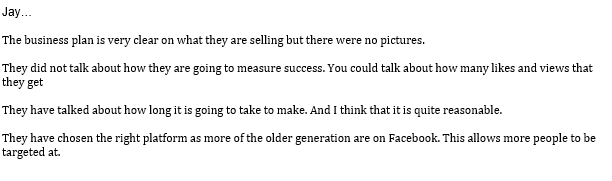 Jay…
The business plan is very clear on what they are selling but there were no pictures.
They did not talk about how they are going to measure success. You could talk about how many likes and views that
they get
They have talked about how long it is going to take to make. And I think that it is quite reasonable.
They have chosen the right platform as more of the older generation are on Facebook. This allows more people to be
targeted at.